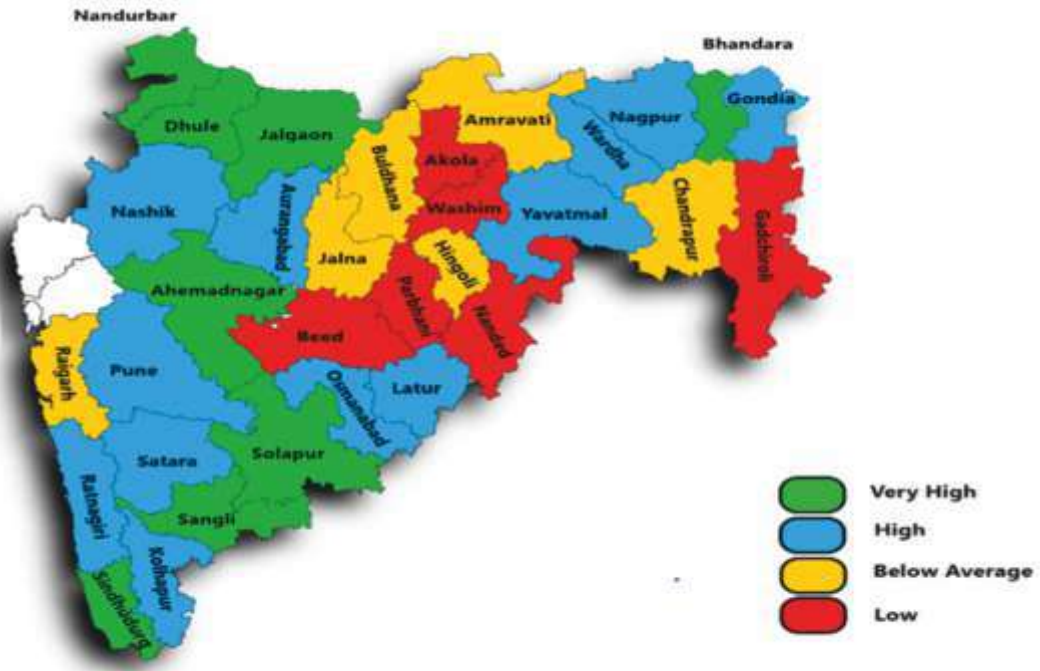 Nandurbar
Bhandara
Dhule
Jalgaon
Amravati
Nagpur
Gondia
Wardha
Buldhana
Akola
Nashik
Aurangabad
Washim
Yavatmal
Chandrapur
Gadchiroli
Jalna
Hingoli
Ahemadnagar
Parbhani
Nanded
Beed
Raigarh
Pune
Osmanabad
Latur
Satara
Solapur
Ratnagiri
Sangli
Kolhapur
Sindhudurg
Very High
High
Below Average
Low